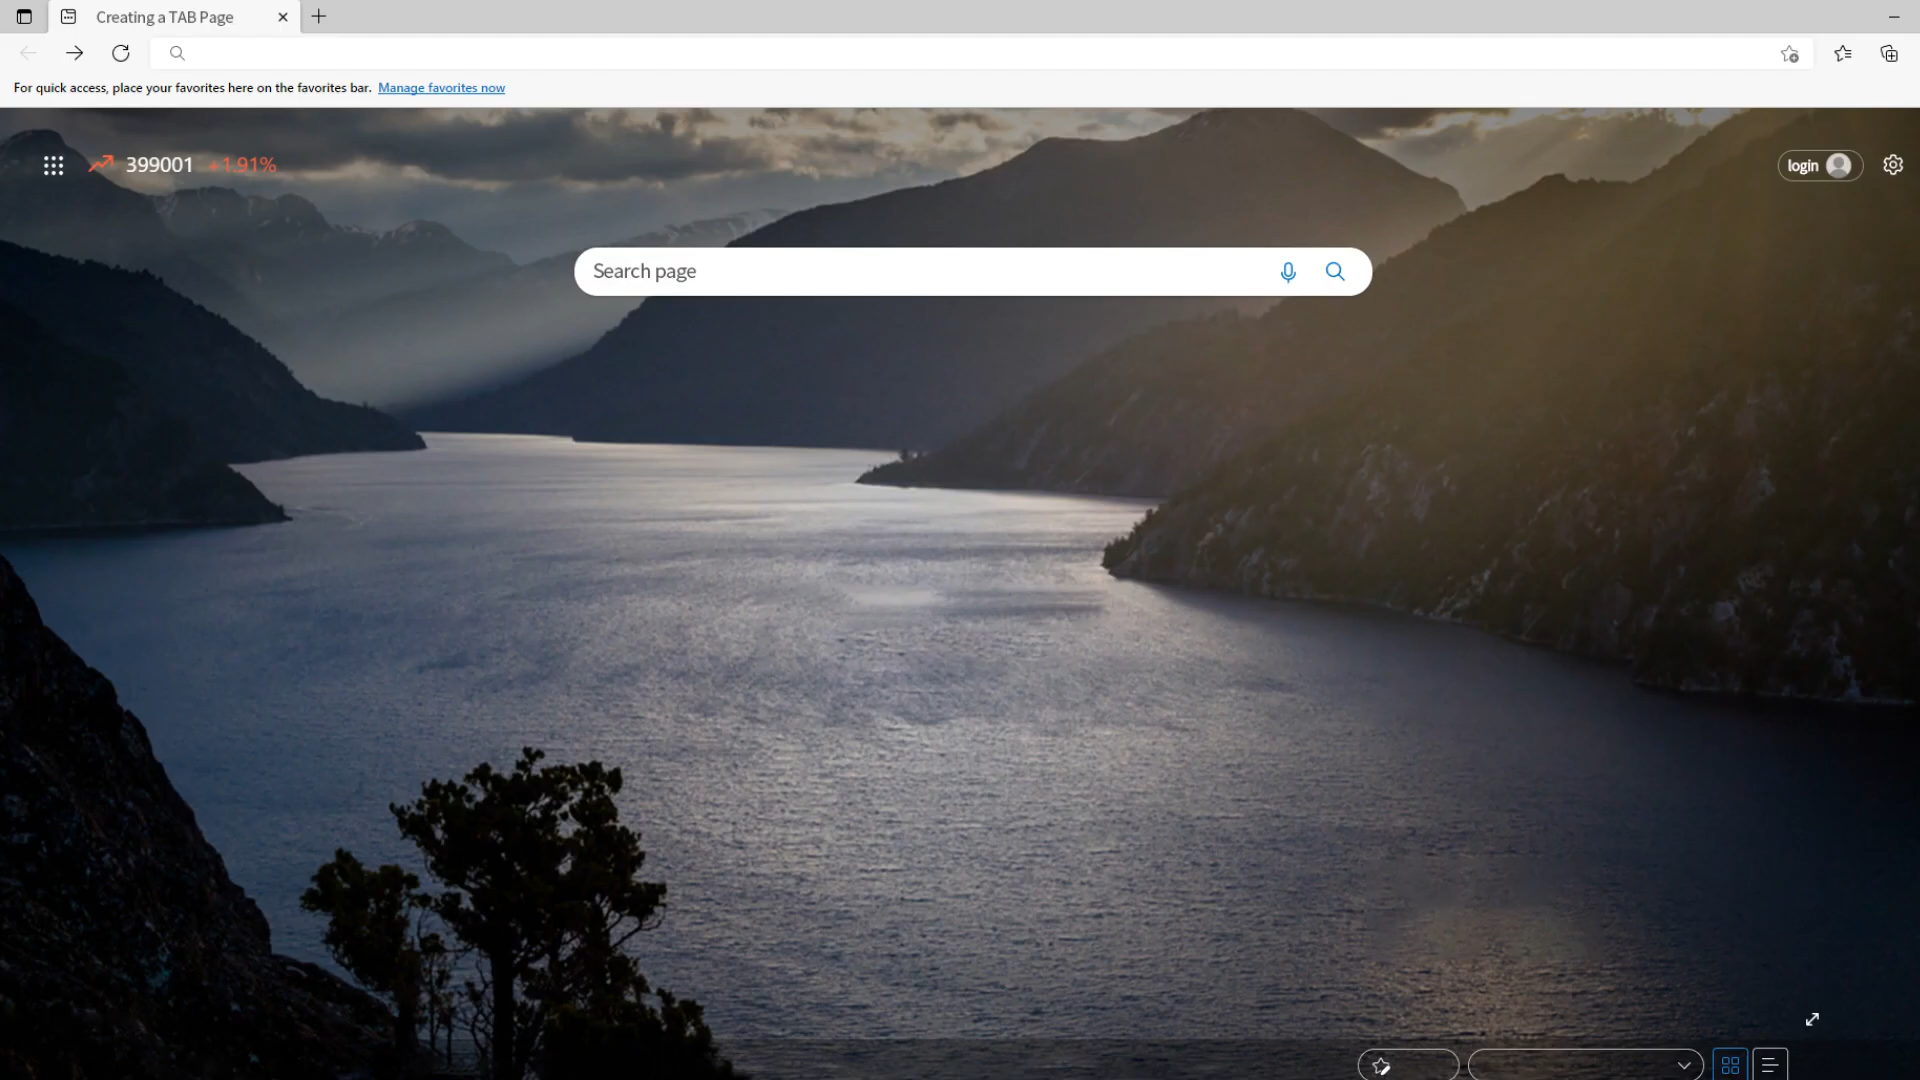 Creating a TAB Page
For quick access, place your favorites here on the favorites bar. Manage favorites now
399001 +1.91%
login
Search page